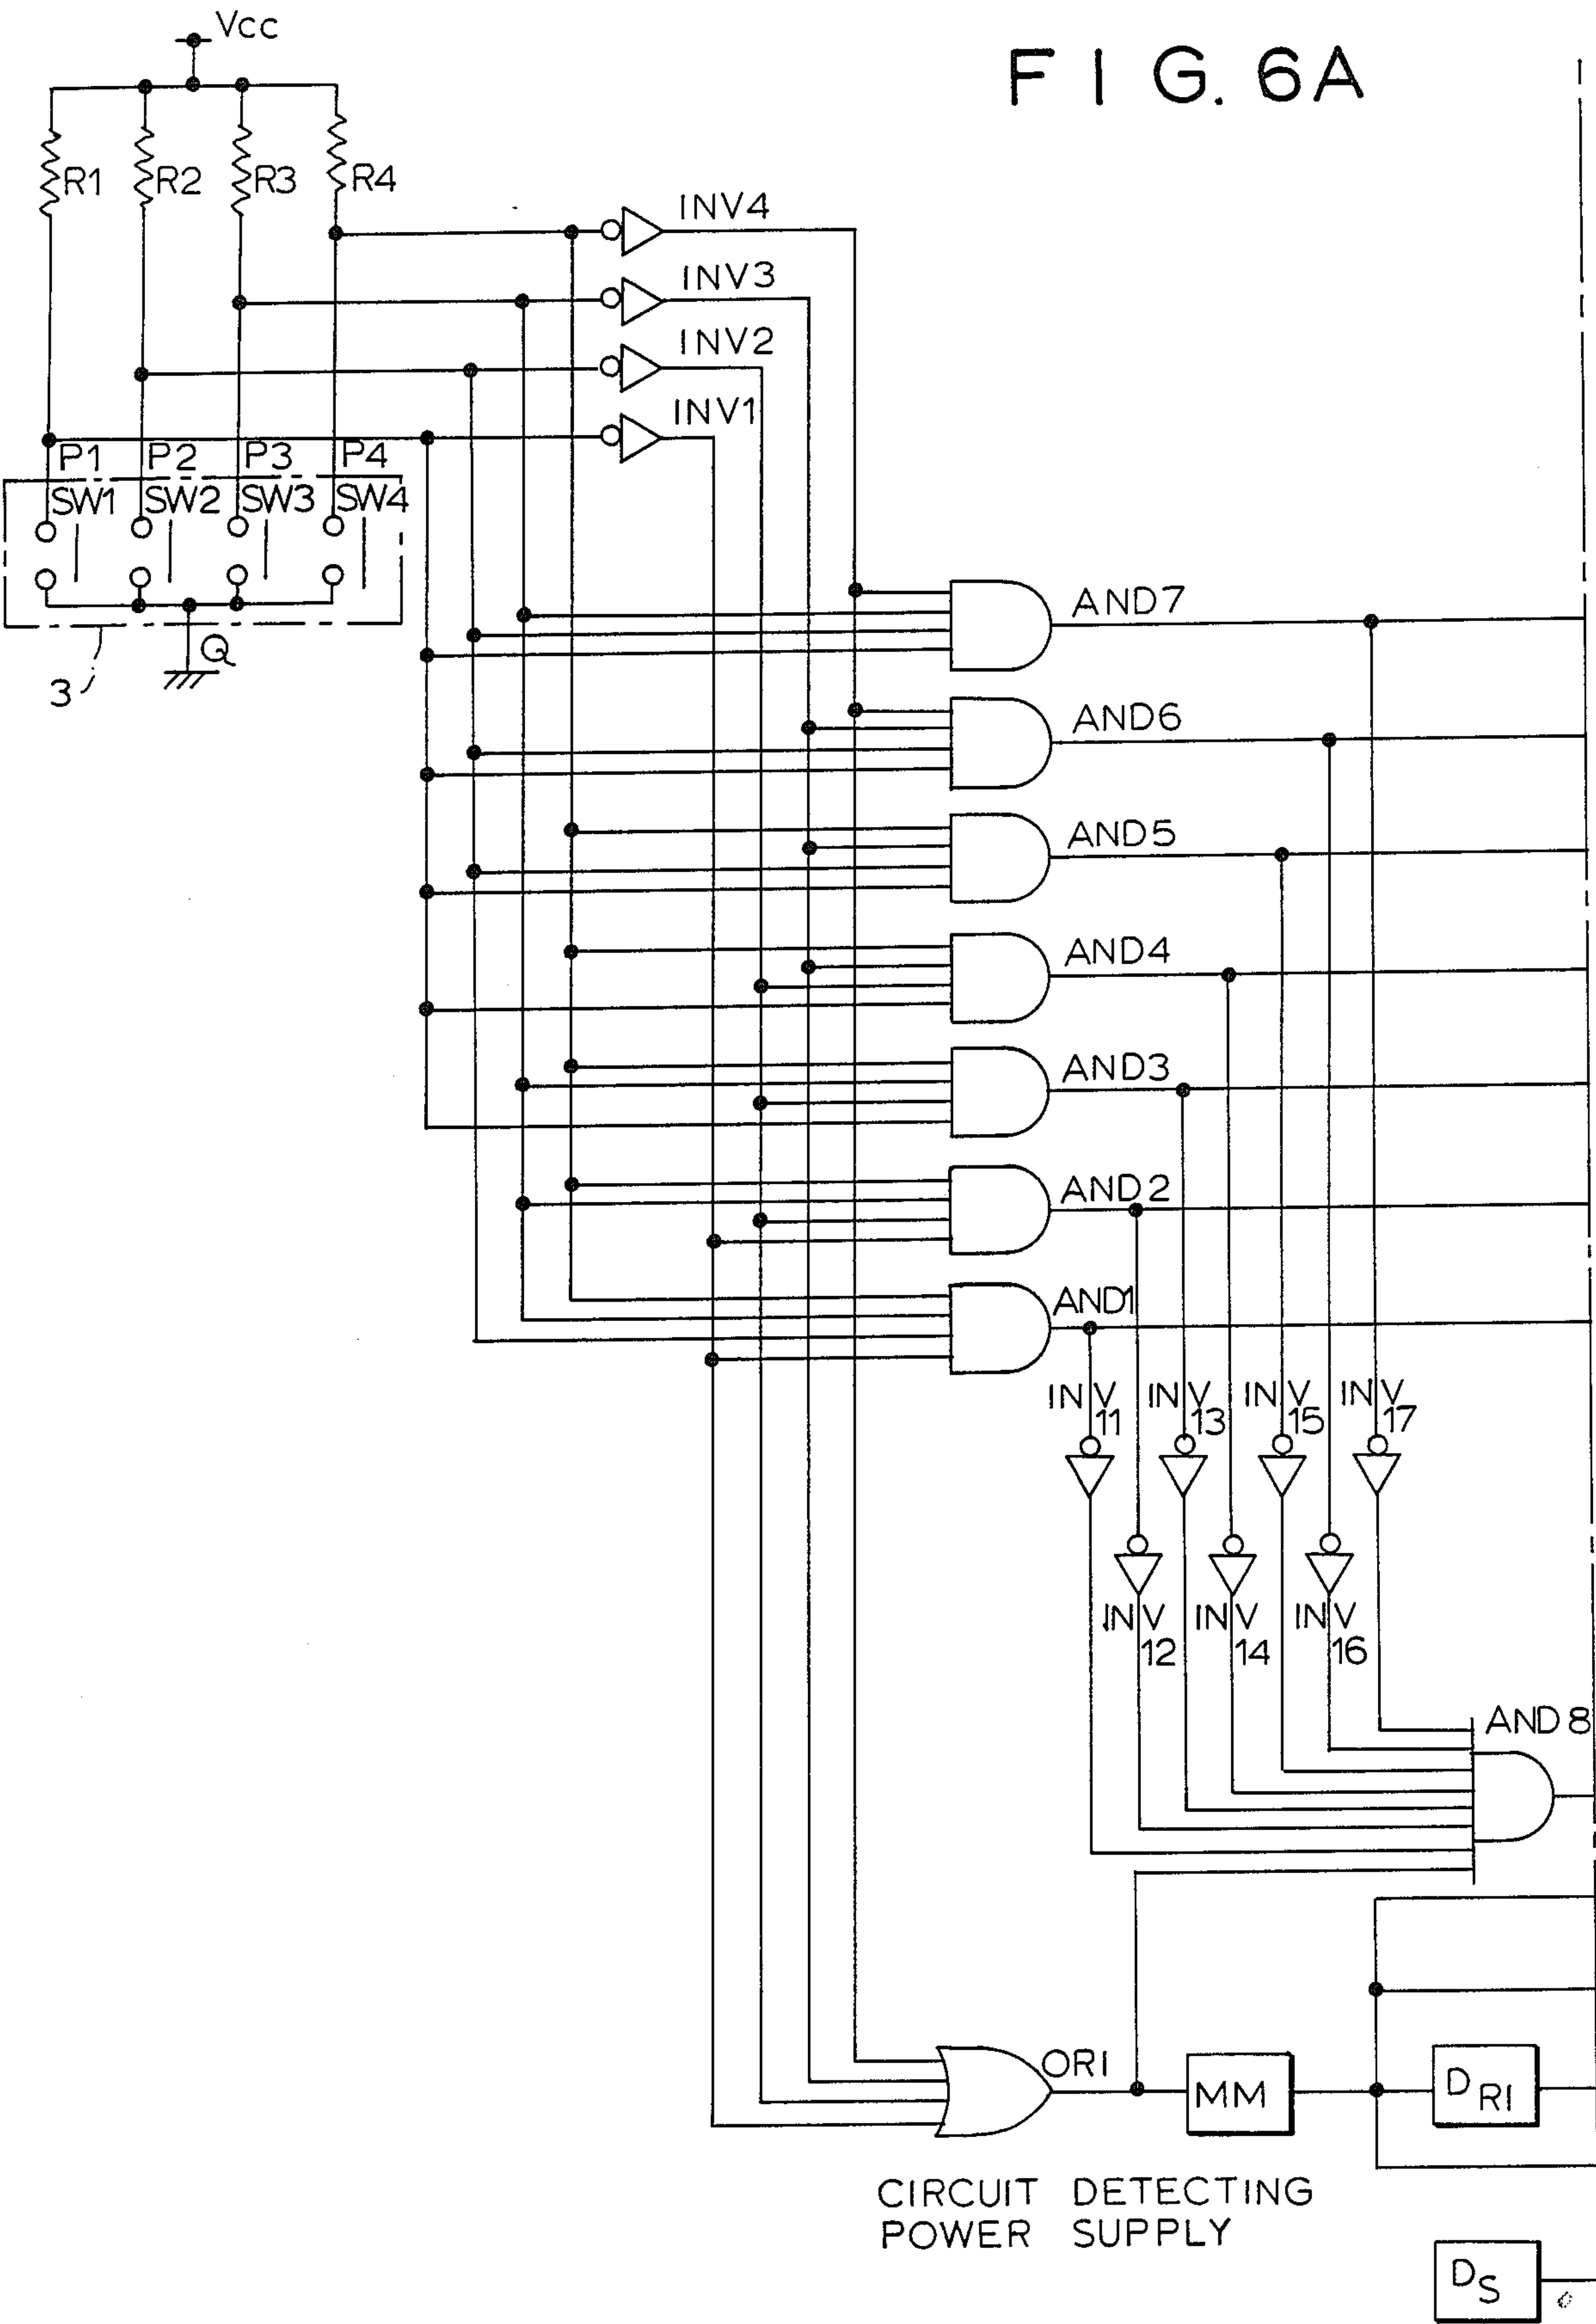 Vcc
FIG. 6A
R1 R2 R3 R4
INV4
INV3
INV2
INV1
P1 P2 P3 P4
SW1 SW2 SW3 SW4
Q
3
AND7
AND6
AND5
AND4
AND3
AND2
AND1
INV 11
INV 13
INV 15
INV 17
INV 12
INV 14
INV 16
AND8
OR1
MM
DRI
CIRCUIT DETECTING
POWER SUPPLY
DS